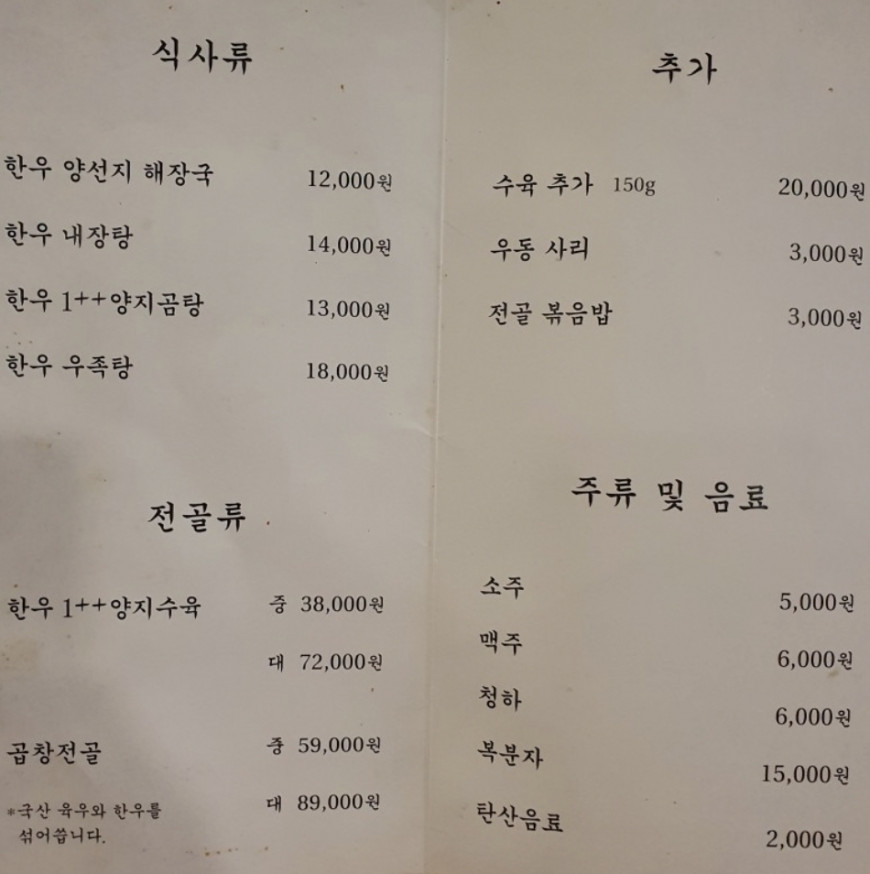 식사류
한우 양선지 해장국 12,000원
한우 내장탕 14,000원
한우 1++양지곰탕 13,000원
한우 우족탕 18,000원
전골류
한우 1++양지수육 중 38,000원
대 72,000원
곱창전골 중 59,000원
대 89,000원
*국산 육우와 한우를
섞어씁니다.
추가
수육 추가 150g 20,000원
우동 사리 3,000원
전골 볶음밥 3,000원
주류 및 음료
소주 5,000원
맥주 6,000원
청하 6,000원
복분자 15,000원
탄산음료 2,000원